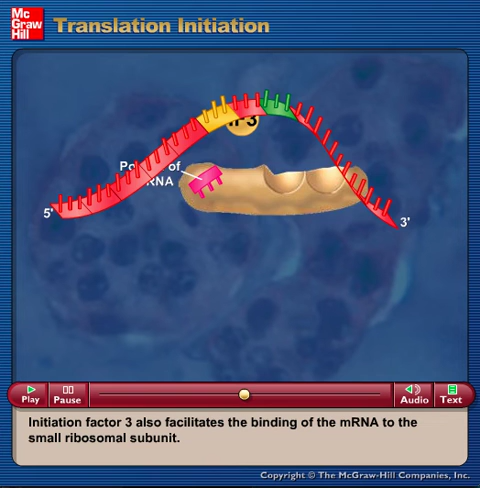 Mc
Graw
Hill
Translation Initiation
of
5'
3'
Play
Pause
Audio
Text
Initiation factor 3 also facilitates the binding of the mRNA to the
small ribosomal subunit.
Copyright © The McGraw-Hill Companies, Inc.